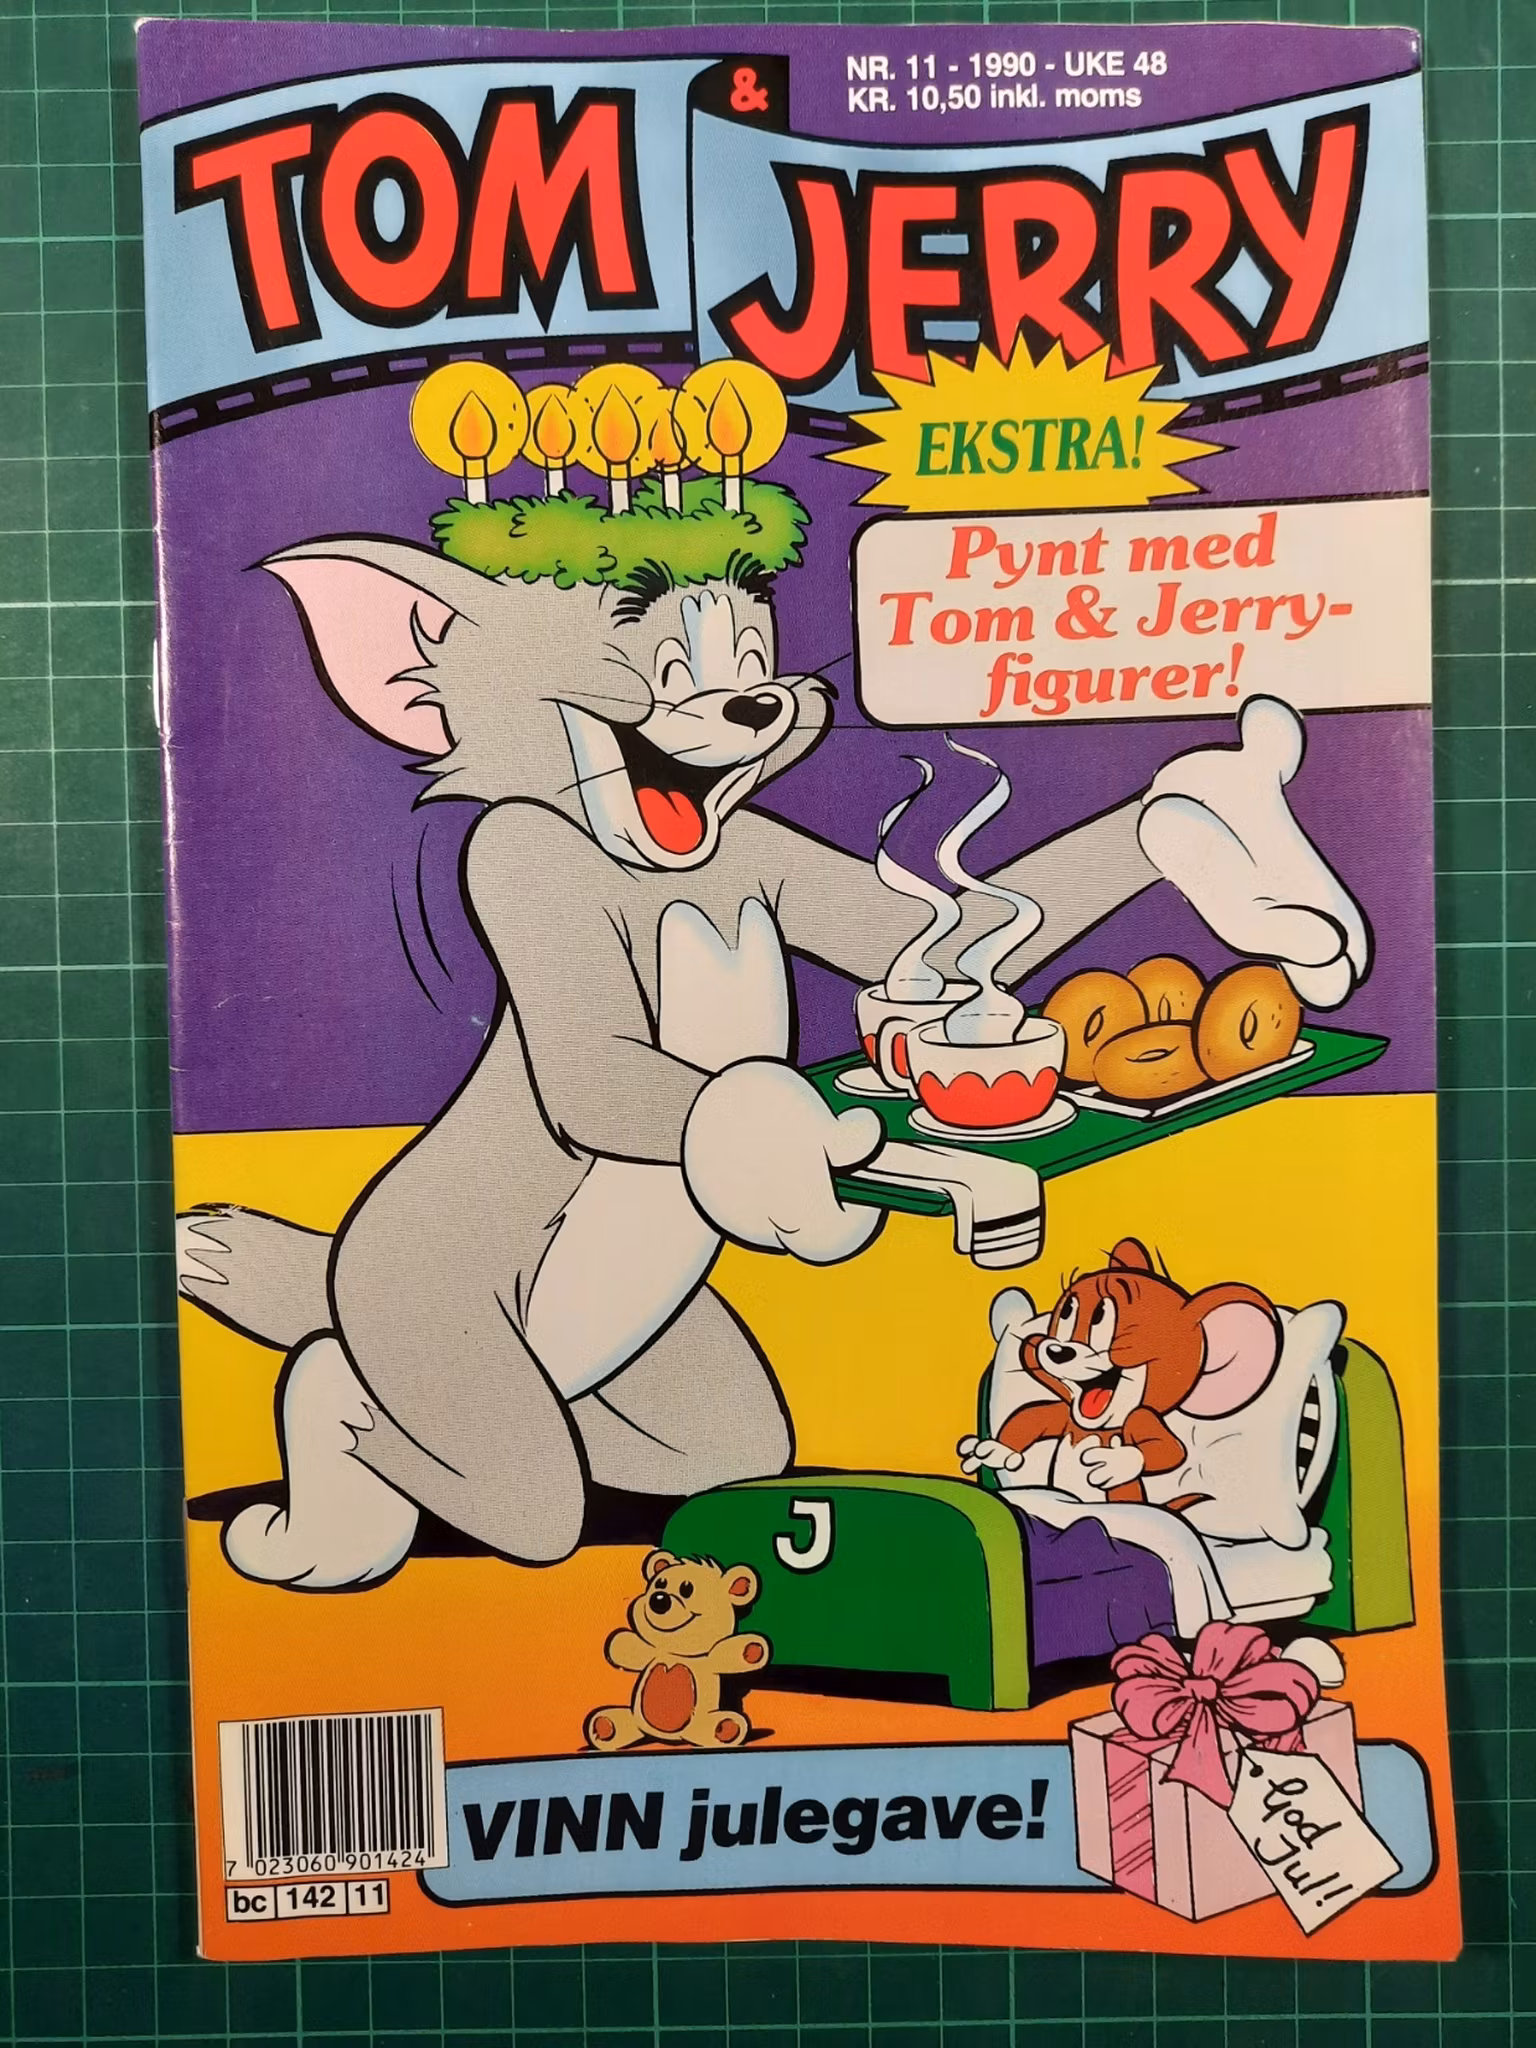 TOM & JERRY
NR. 11 - 1990 - UKE 48
KR. 10,50 inkl. moms
EKSTRA!
Pynt med
Tom & Jerry-
figurer!
J
VINN julegave!
God
Jul!!
7 023060 901424
bc 142 11